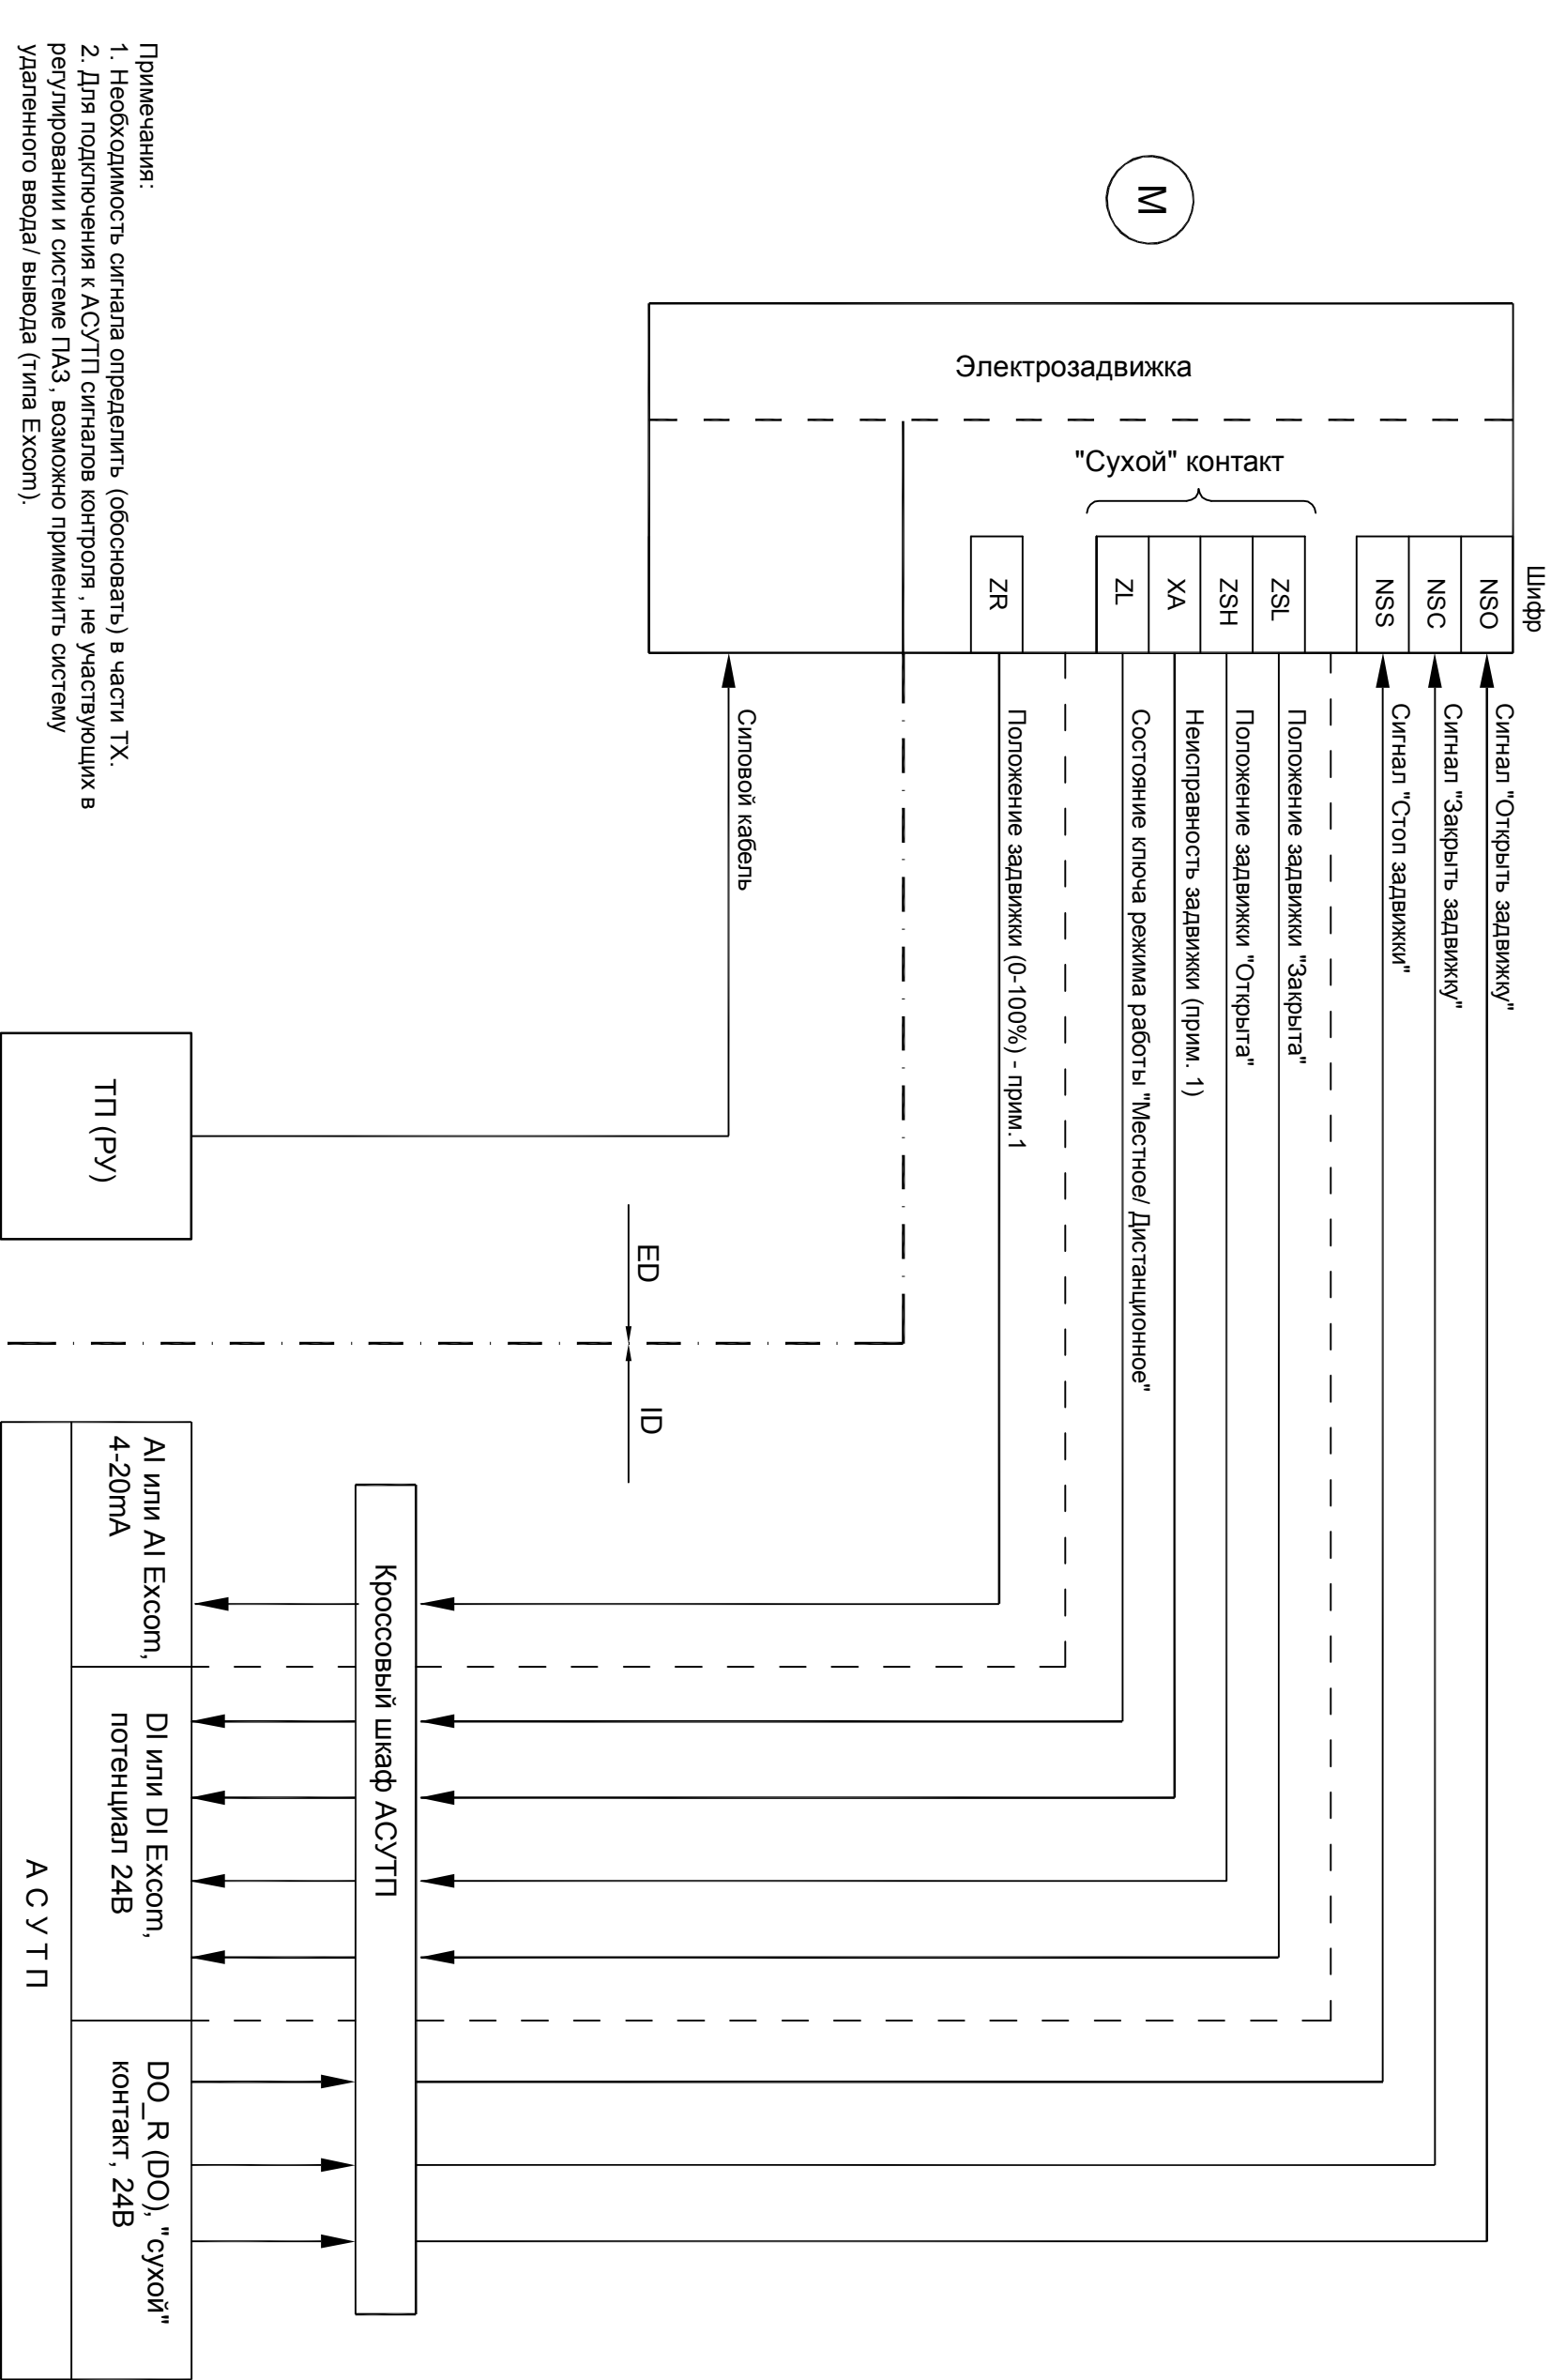 М
Электрозадвижка
"Сухой" контакт
Шифр
NSO
NSC
NSS
ZSL
ZSH
XA
ZL
ZR
Сигнал "Открыть задвижку"
Сигнал "Закрыть задвижку"
Сигнал "Стоп задвижки"
Положение задвижки "Закрыта"
Положение задвижки "Открыта"
Неисправность задвижки (прим. 1)
Состояние ключа режима работы "Местное/ Дистанционное"
Положение задвижки (0-100%) - прим.1
Силовой кабель
ED
ID
ТП (РУ)
Кроссовый шкаф АСУТП
AI или AI Excom,
4-20mA
DI или DI Excom,
потенциал 24В
DO_R (DO), "сухой"
контакт, 24В
А С У Т П
Примечания:
1. Необходимость сигнала определить (обосновать) в части ТХ.
2. Для подключения к АСУТП сигналов контроля , не участвующих в
регулировании и системе ПАЗ, возможно применить систему
удаленного ввода/ вывода (типа Excom).